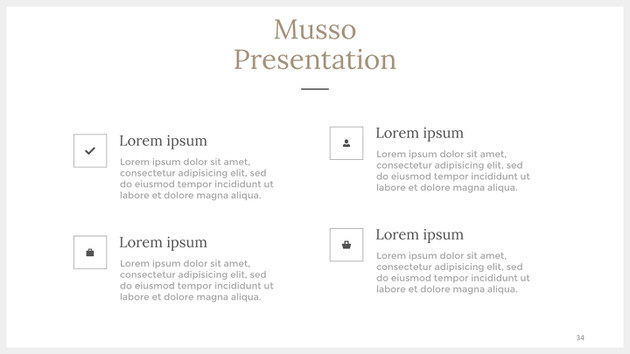 Musso
Presentation
Lorem ipsum
Lorem ipsum dolor sit amet,
consectetur adipisicing elit, sed
do eiusmod tempor incididunt ut
labore et dolore magna aliqua.
Lorem ipsum
Lorem ipsum dolor sit amet,
consectetur adipisicing elit, sed
do eiusmod tempor incididunt ut
labore et dolore magna aliqua.
Lorem ipsum
Lorem ipsum dolor sit amet,
consectetur adipisicing elit, sed
do eiusmod tempor incididunt ut
labore et dolore magna aliqua.
Lorem ipsum
Lorem ipsum dolor sit amet,
consectetur adipisicing elit, sed
do eiusmod tempor incididunt ut
labore et dolore magna aliqua.
34